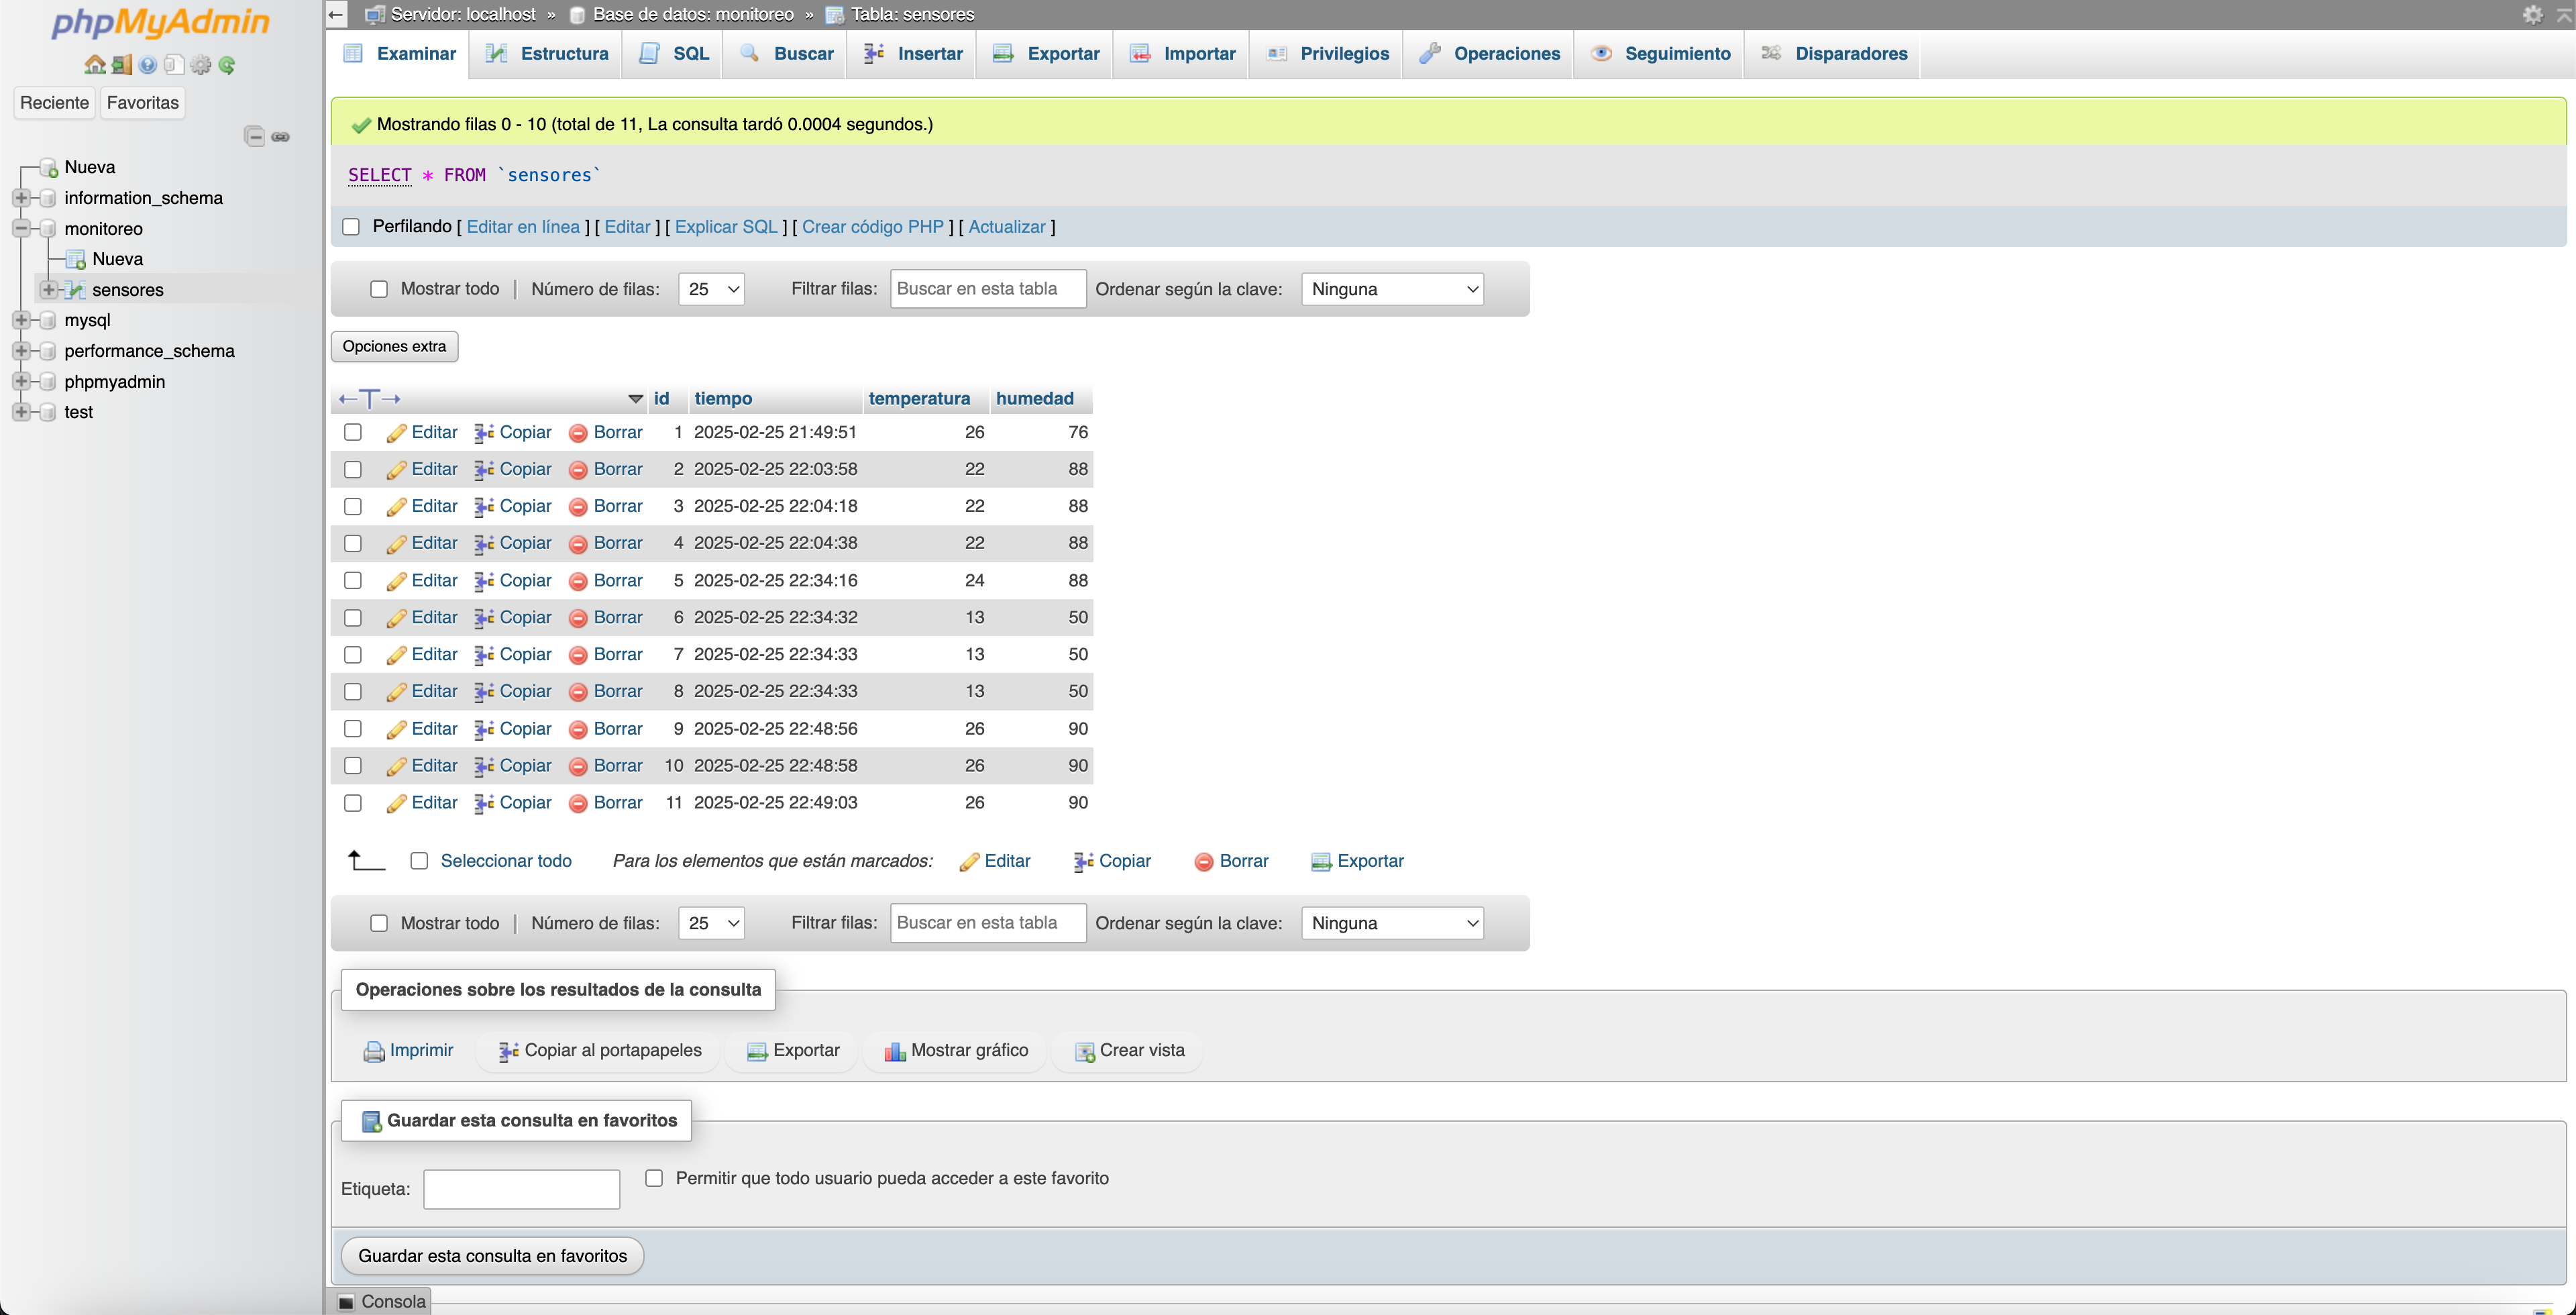 phpMyAdmin
Reciente Favoritas
Nueva
information_schema
monitoreo
Nueva
sensores
mysql
performance_schema
phpmyadmin
test
Servidor: localhost » Base de datos: monitoreo » Tabla: sensores
Examinar Estructura SQL Buscar Insertar Exportar Importar Privilegios Operaciones Seguimiento Disparadores
Mostrando filas 0 - 10 (total de 11, La consulta tardó 0.0004 segundos.)
SELECT * FROM `sensores`
Perfilando [ Editar en línea ] [ Editar ] [ Explicar SQL ] [ Crear código PHP ] [ Actualizar ]
Mostrar todo | Número de filas: 25 Filtrar filas: Buscar en esta tabla Ordenar según la clave: Ninguna
Opciones extra
←T→ id tiempo temperatura humedad
Editar Copiar Borrar 1 2025-02-25 21:49:51 26 76
Editar Copiar Borrar 2 2025-02-25 22:03:58 22 88
Editar Copiar Borrar 3 2025-02-25 22:04:18 22 88
Editar Copiar Borrar 4 2025-02-25 22:04:38 22 88
Editar Copiar Borrar 5 2025-02-25 22:34:16 24 88
Editar Copiar Borrar 6 2025-02-25 22:34:32 13 50
Editar Copiar Borrar 7 2025-02-25 22:34:33 13 50
Editar Copiar Borrar 8 2025-02-25 22:34:33 13 50
Editar Copiar Borrar 9 2025-02-25 22:48:56 26 90
Editar Copiar Borrar 10 2025-02-25 22:48:58 26 90
Editar Copiar Borrar 11 2025-02-25 22:49:03 26 90
Seleccionar todo Para los elementos que están marcados: Editar Copiar Borrar Exportar
Mostrar todo | Número de filas: 25 Filtrar filas: Buscar en esta tabla Ordenar según la clave: Ninguna
Operaciones sobre los resultados de la consulta
Imprimir Copiar al portapapeles Exportar Mostrar gráfico Crear vista
Guardar esta consulta en favoritos
Etiqueta: Permitir que todo usuario pueda acceder a este favorito
Guardar esta consulta en favoritos
Consola